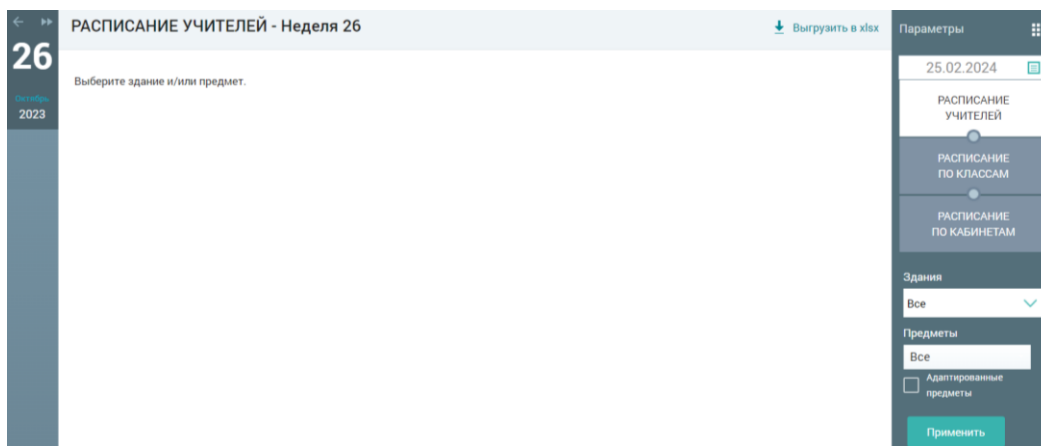 РАСПИСАНИЕ УЧИТЕЛЕЙ - Неделя 26
Выгрузить в xlsx
26
Октябрь
2023
Выберите здание и/или предмет.
Параметры
25.02.2024
РАСПИСАНИЕ
УЧИТЕЛЕЙ
РАСПИСАНИЕ
ПО КЛАССАМ
РАСПИСАНИЕ
ПО КАБИНЕТАМ
Здания
Все
Предметы
Все
Адаптированные
предметы
Применить